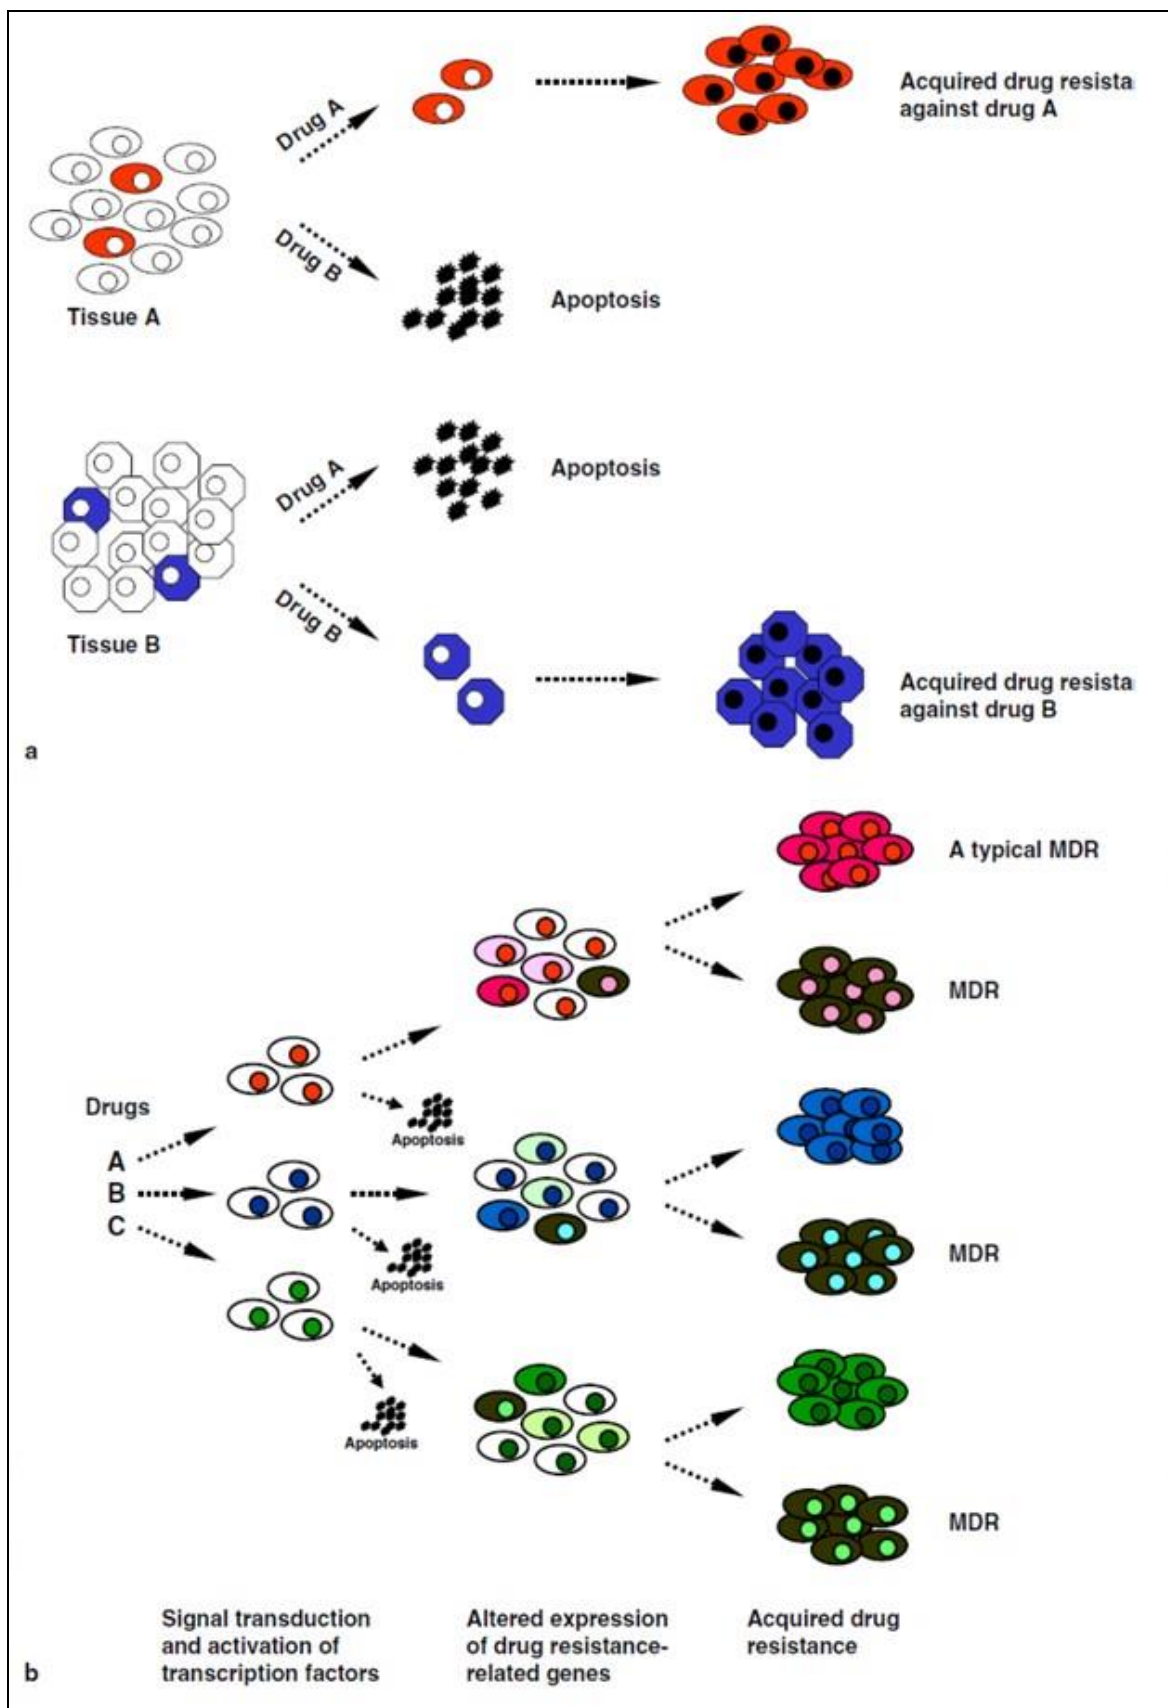 Drug A
Acquired drug resista
against drug A
Drug B
Apoptosis
Tissue A
Drug A
Apoptosis
Drug B
Tissue B
Acquired drug resista
against drug B
a
A typical MDR
MDR
Drugs
Apoptosis
A
B
C
MDR
Apoptosis
Apoptosis
MDR
Signal transduction
and activation of
transcription factors
Altered expression
of drug resistance-
related genes
Acquired drug
resistance
b